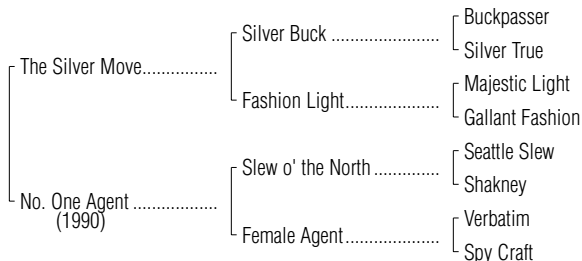 Buckpasser
Silver Buck ........................
Silver True
The Silver Move................
Majestic Light
Fashion Light.....................
Gallant Fashion
Seattle Slew
Slew o' the North ..............
Shakney
No. One Agent ..................
(1990)
Verbatim
Female Agent.....................
Spy Craft